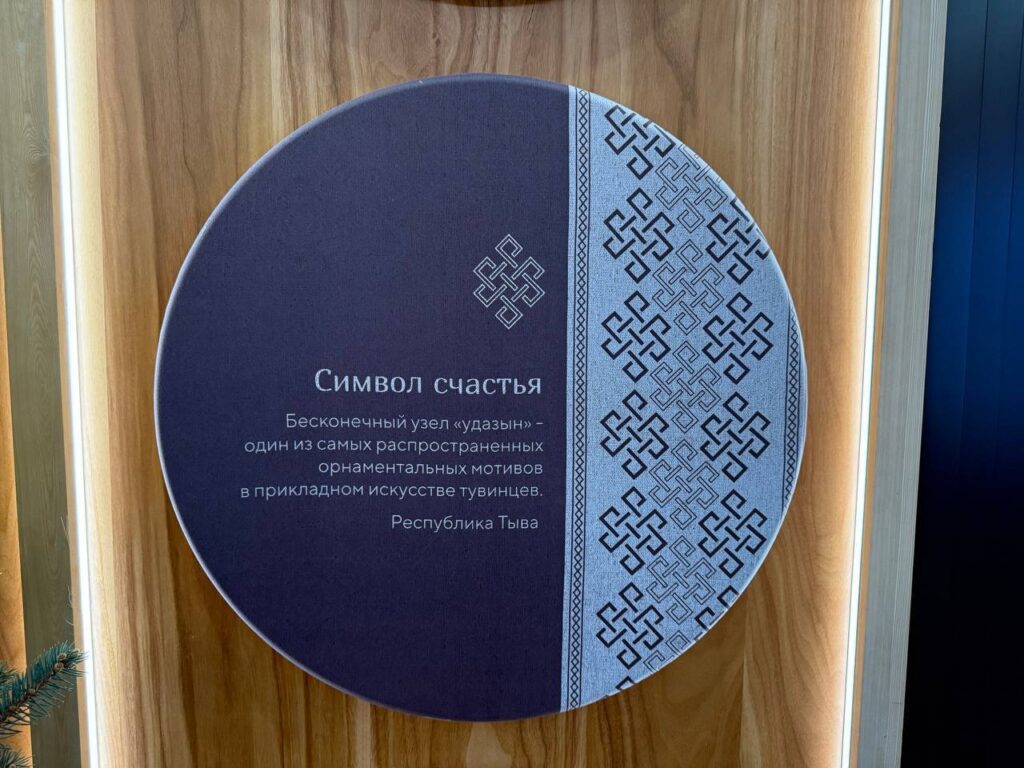 Символ счастья
Бесконечный узел «удазын» -
один из самых распространенных
орнаментальных мотивов
в прикладном искусстве тувинцев.
Республика Тыва